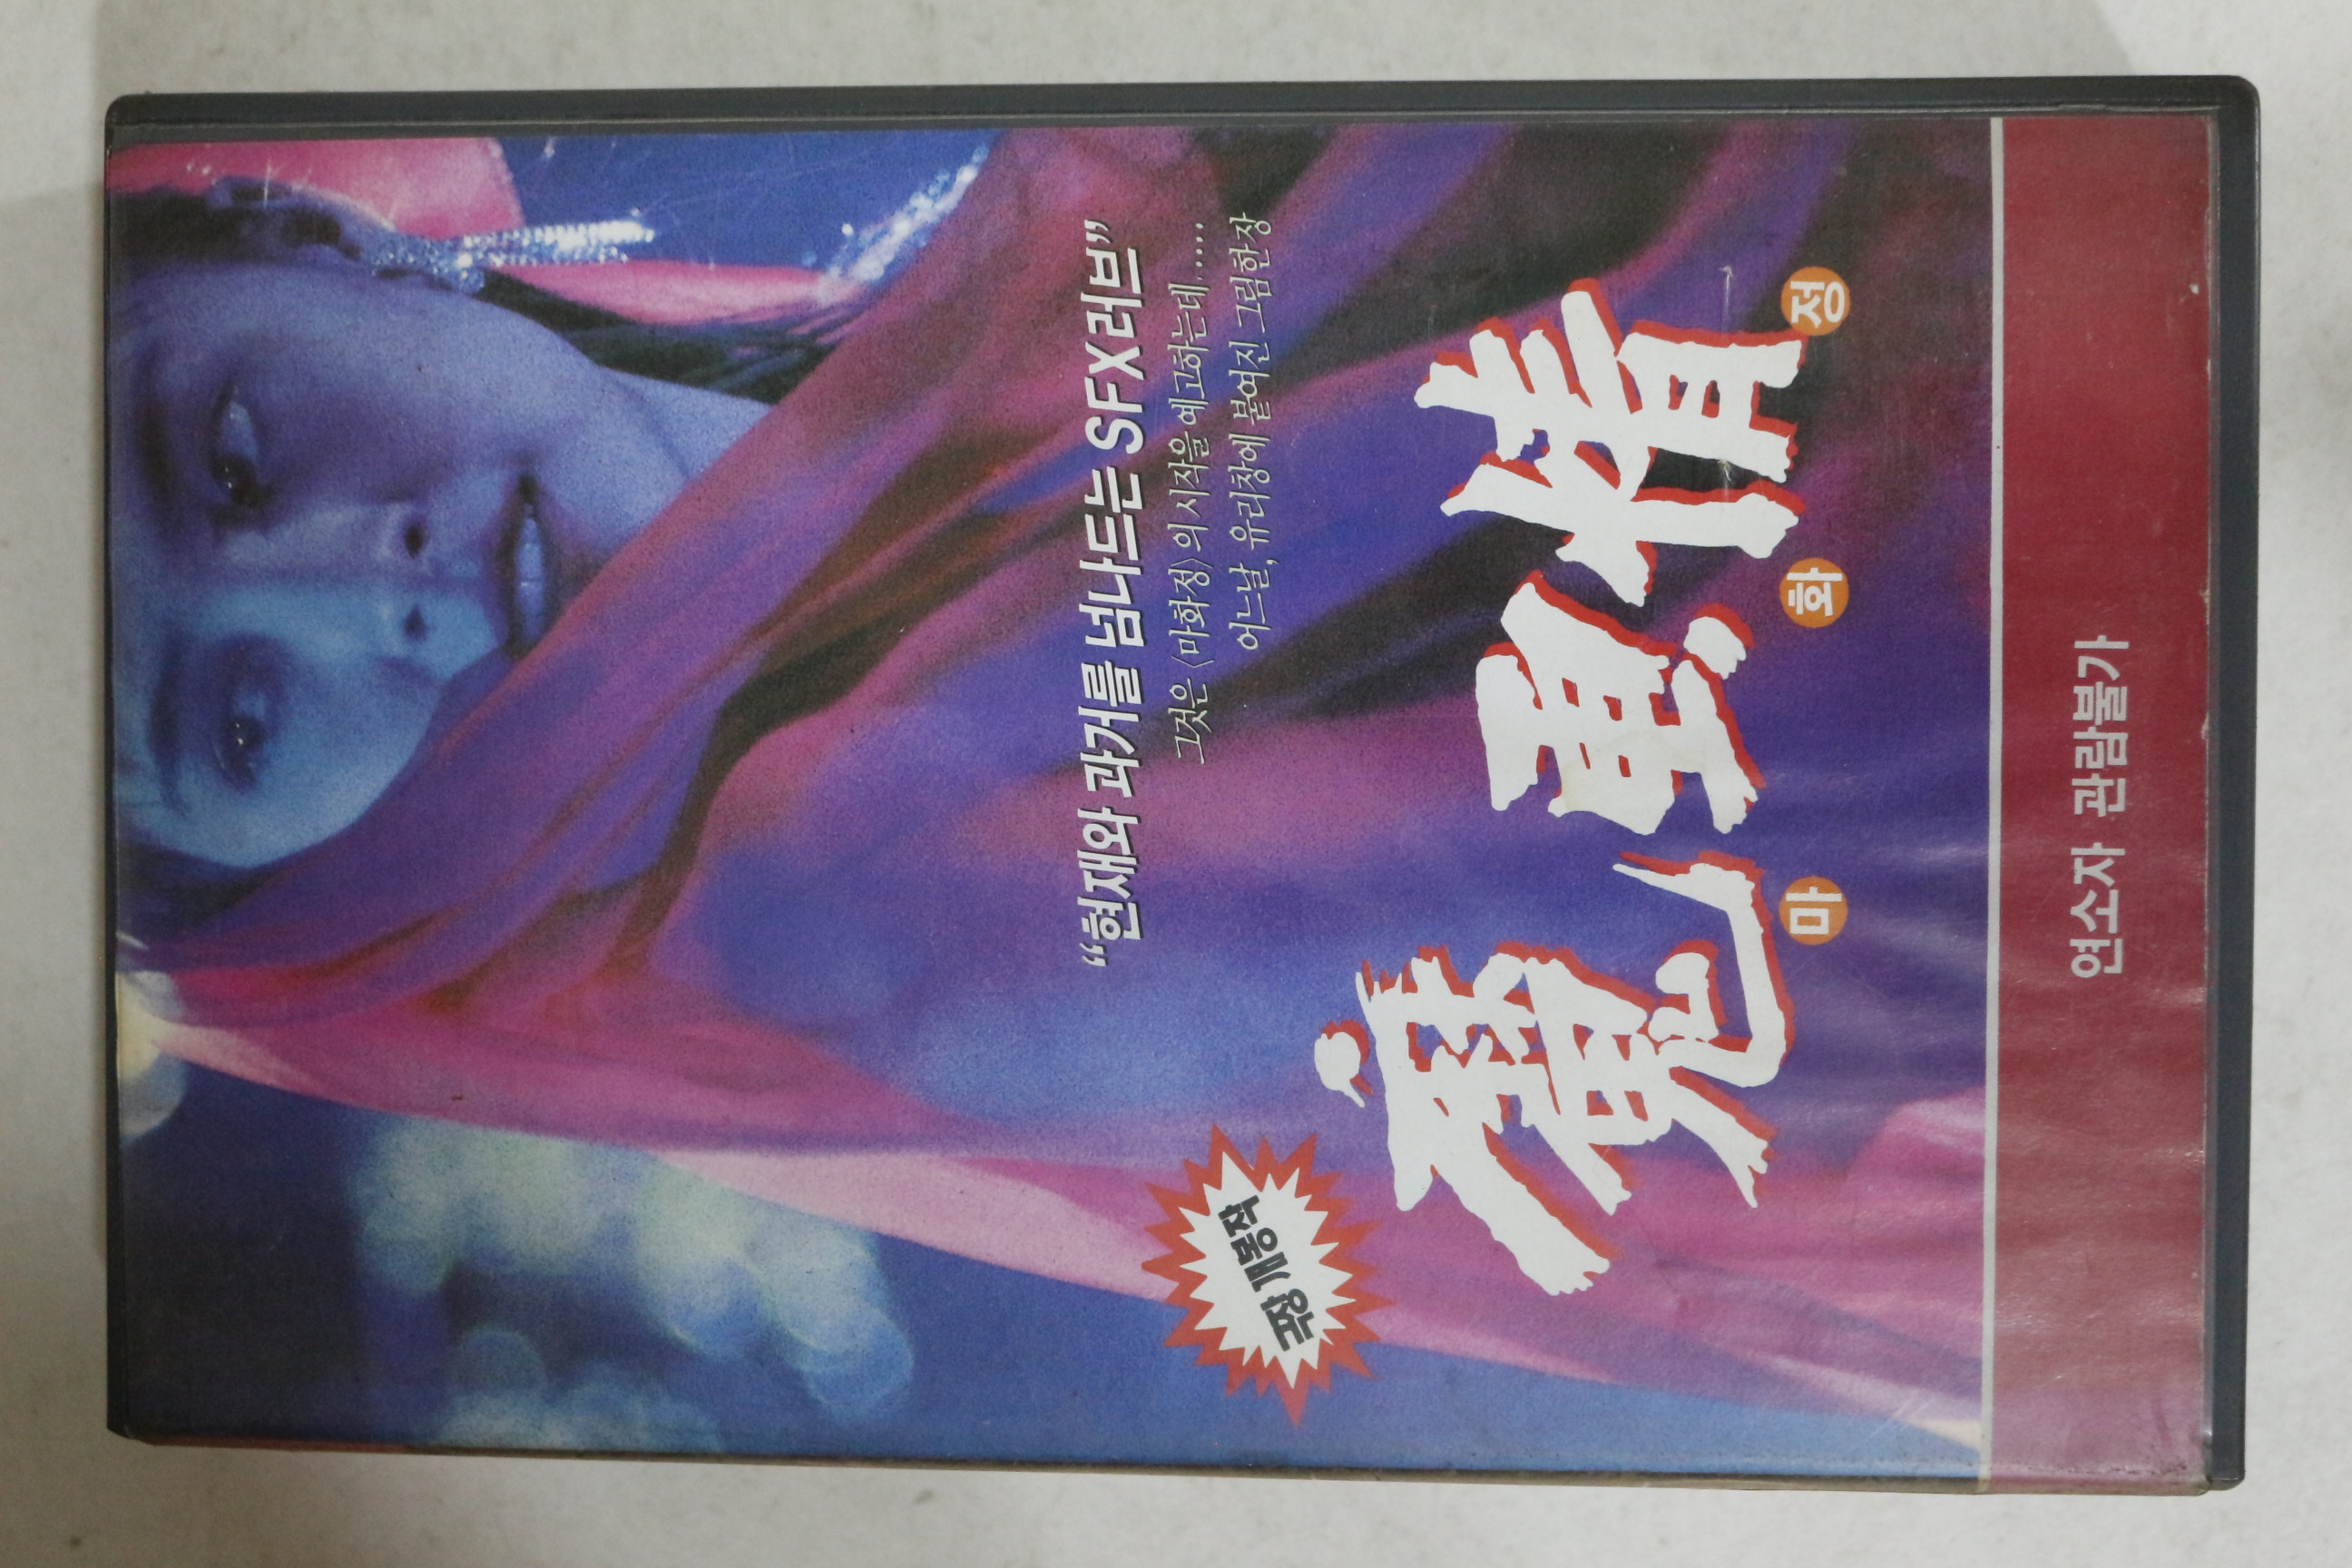 "현재와 과거를 넘나드는 SFX러브"
그것은 〈마화정〉의 시작을 예고하는데.....
어느날, 유리창에 붙여진 그림한장
극장 개봉작
魔畫情
마 화 정
연소자 관람불가